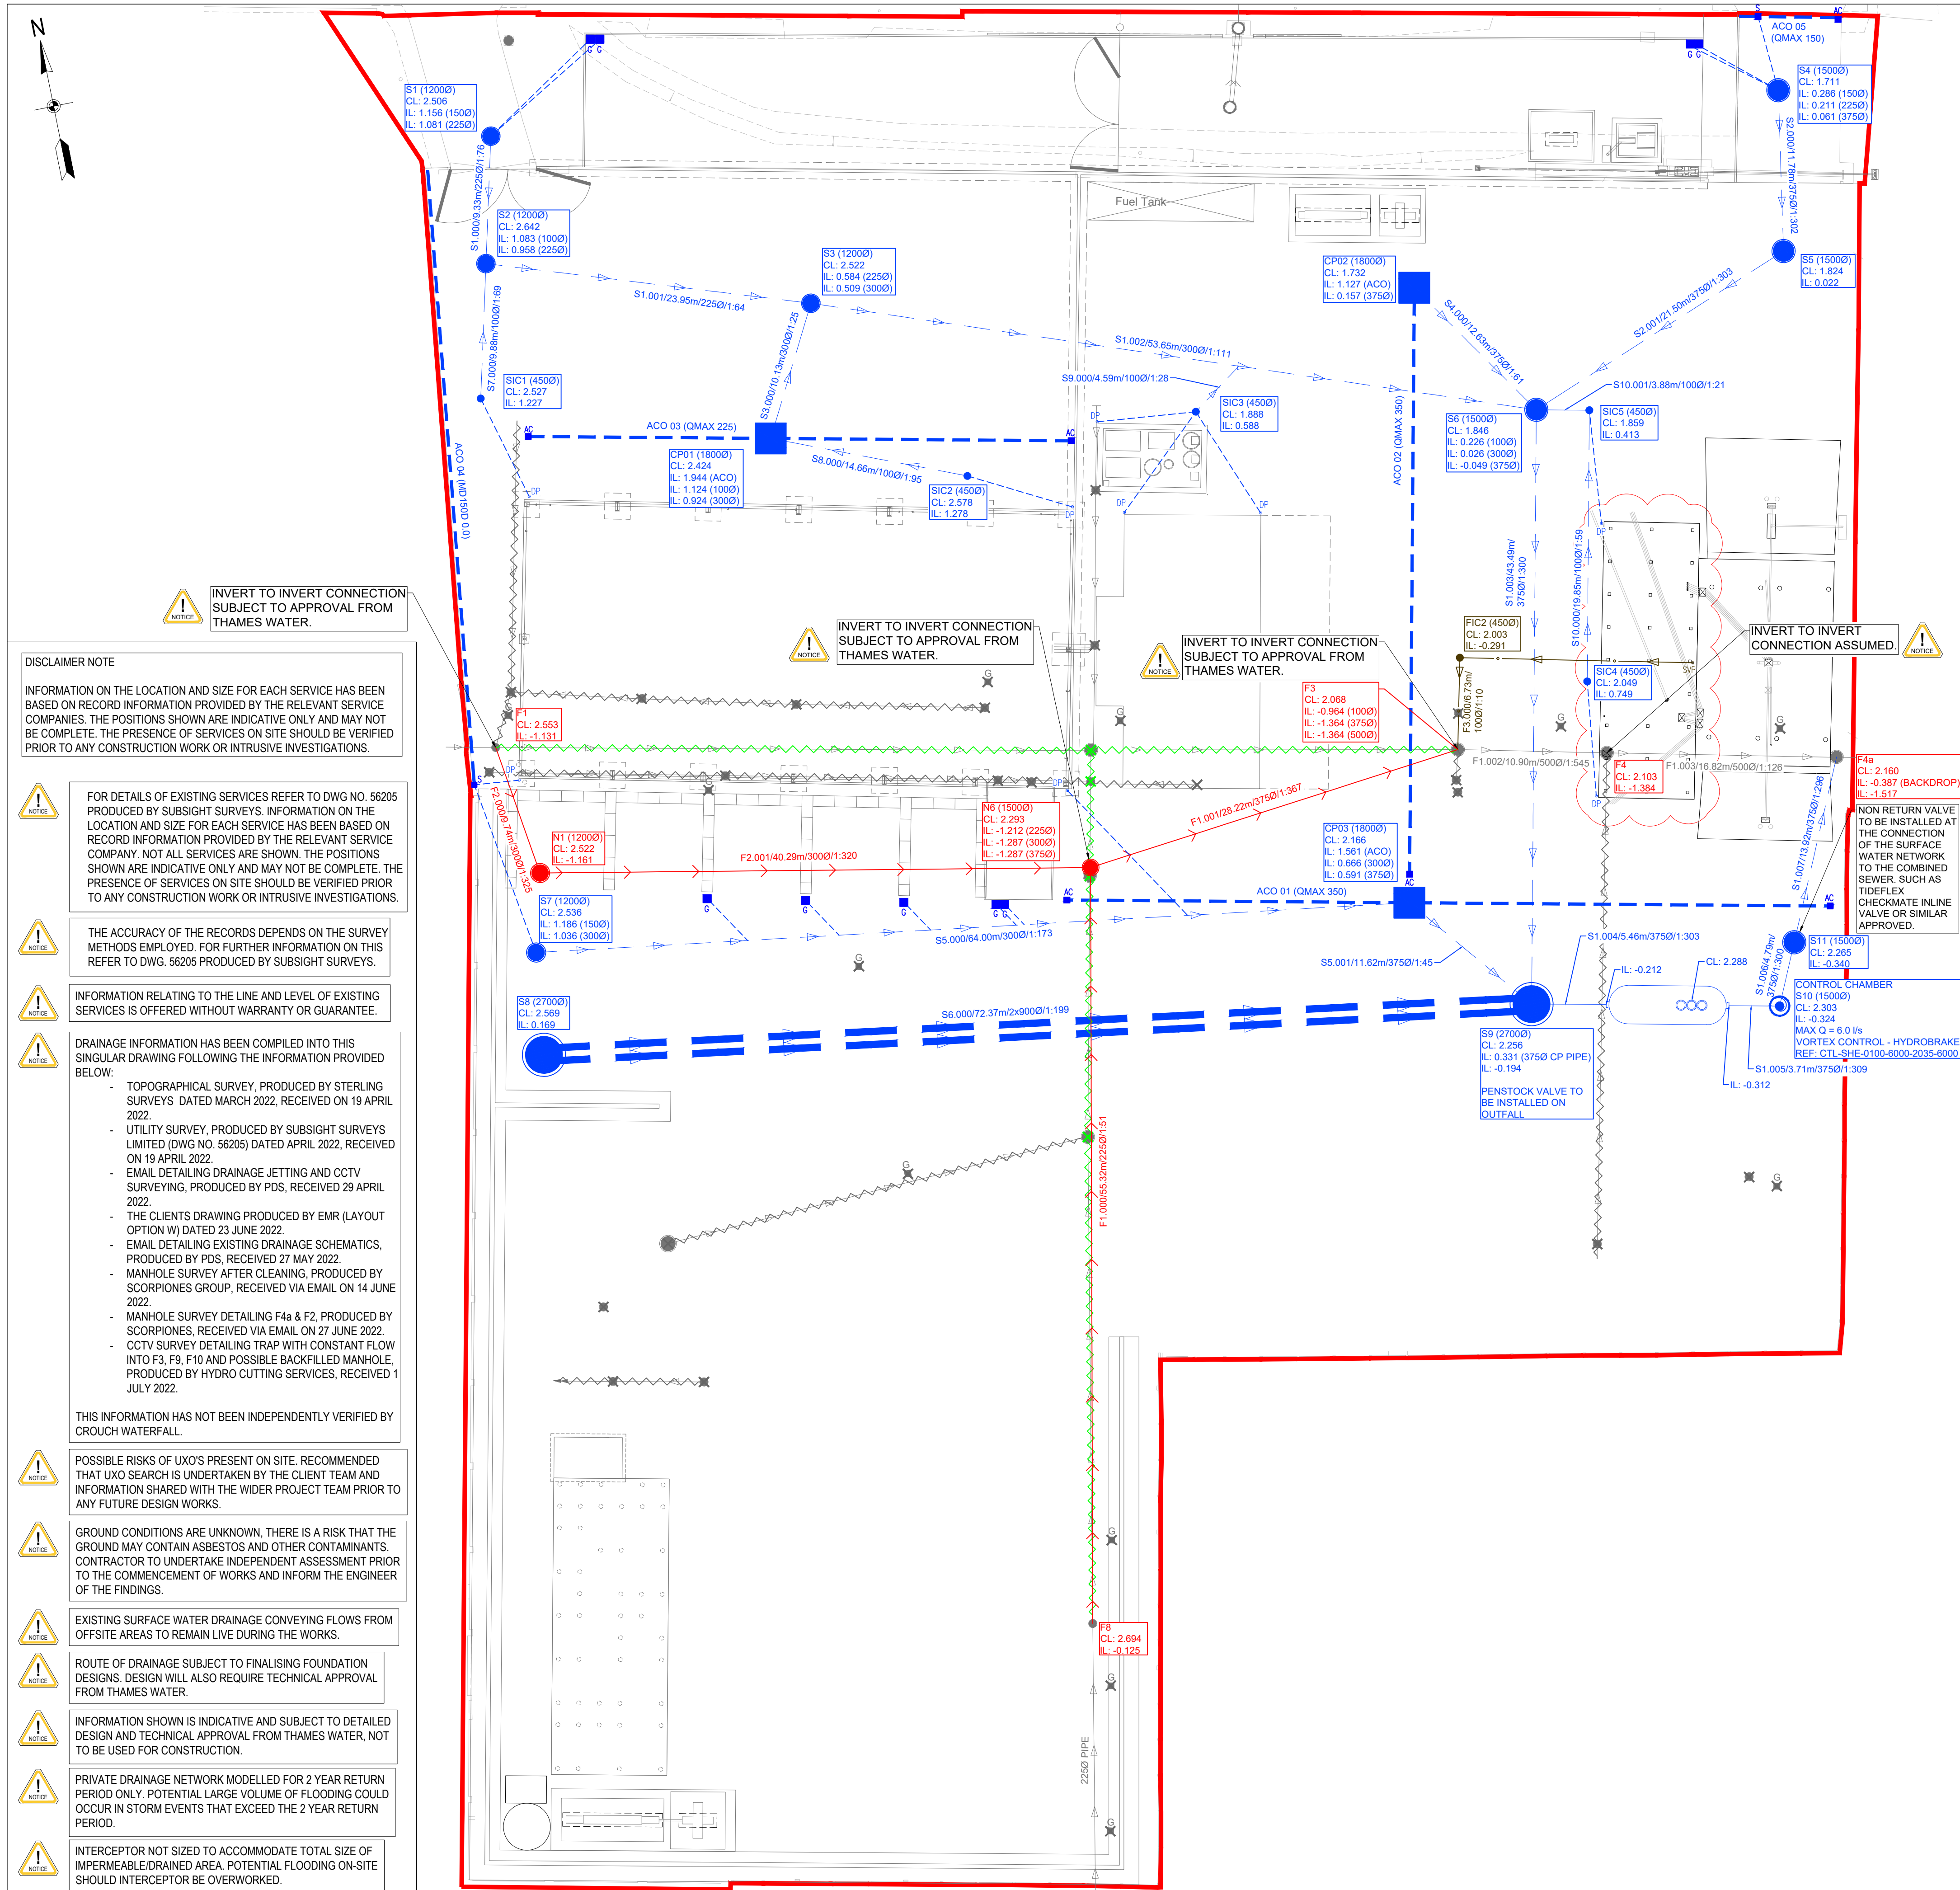 N
G G
S
AC
ACO 05
(QMAX 150)
G G
S1 (1200Ø)
CL: 2.506
IL: 1.156 (150Ø)
IL: 1.081 (225Ø)
S4 (1500Ø)
CL: 1.711
IL: 0.286 (150Ø)
IL: 0.211 (225Ø)
IL: 0.061 (375Ø)
S1.000/9.33m/225Ø/1:76
S2.000/11.78m/375Ø/1:302
Fuel Tank
S2 (1200Ø)
CL: 2.642
IL: 1.083 (100Ø)
IL: 0.958 (225Ø)
S3 (1200Ø)
CL: 2.522
IL: 0.584 (225Ø)
IL: 0.509 (300Ø)
CP02 (1800Ø)
CL: 1.732
IL: 1.127 (ACO)
IL: 0.157 (375Ø)
S5 (1500Ø)
CL: 1.824
IL: 0.022
S1.001/23.95m/225Ø/1:64
S7.000/9.88m/100Ø/1:69
S3.000/10.13m/300Ø/1:25
S1.002/53.65m/300Ø/1:111
S4.000/12.63m/375Ø/1:61
S2.001/21.50m/375Ø/1:303
S9.000/4.59m/100Ø/1:28
S10.001/3.88m/100Ø/1:21
SIC1 (450Ø)
CL: 2.527
IL: 1.227
SIC3 (450Ø)
CL: 1.888
IL: 0.588
SIC5 (450Ø)
CL: 1.859
IL: 0.413
S6 (1500Ø)
CL: 1.846
IL: 0.226 (100Ø)
IL: 0.026 (300Ø)
IL: -0.049 (375Ø)
DP
AC
ACO 03 (QMAX 225)
AC
ACO 02 (QMAX 350)
ACO 04 (MD150D 0.0)
CP01 (1800Ø)
CL: 2.424
IL: 1.944 (ACO)
IL: 1.124 (100Ø)
IL: 0.924 (300Ø)
S8.000/14.66m/100Ø/1:95
SIC2 (450Ø)
CL: 2.578
IL: 1.278
DP
DP
DP
DP
DP
S1.003/43.49m/
375Ø/1:300
S10.000/19.85m/100Ø/1:59
INVERT TO INVERT CONNECTION
SUBJECT TO APPROVAL FROM
THAMES WATER.
NOTICE
INVERT TO INVERT CONNECTION
SUBJECT TO APPROVAL FROM
THAMES WATER.
NOTICE
INVERT TO INVERT CONNECTION
SUBJECT TO APPROVAL FROM
THAMES WATER.
NOTICE
FIC2 (450Ø)
CL: 2.003
IL: -0.291
INVERT TO INVERT
CONNECTION ASSUMED.
NOTICE
SVP
SIC4 (450Ø)
CL: 2.049
IL: 0.749
F3
CL: 2.068
IL: -0.964 (100Ø)
IL: -1.364 (375Ø)
IL: -1.364 (500Ø)
F3.000/6.73m/
100Ø/1:10
G
G
G
G
F1
CL: 2.553
IL: -1.131
F1.002/10.90m/500Ø/1:545
F4
CL: 2.103
IL: -1.384
F1.003/16.82m/500Ø/1:126
F4a
CL: 2.160
IL: -0.387 (BACKDROP)
IL: -1.517
DP
DP
DP
G
S
F2.000/9.74m/300Ø/1:325
F1.001/28.22m/375Ø/1:367
N6 (1500Ø)
CL: 2.293
IL: -1.212 (225Ø)
IL: -1.287 (300Ø)
IL: -1.287 (375Ø)
N1 (1200Ø)
CL: 2.522
IL: -1.161
F2.001/40.29m/300Ø/1:320
CP03 (1800Ø)
CL: 2.166
IL: 1.561 (ACO)
IL: 0.666 (300Ø)
IL: 0.591 (375Ø)
AC
NON RETURN VALVE
TO BE INSTALLED AT
THE CONNECTION
OF THE SURFACE
WATER NETWORK
TO THE COMBINED
SEWER. SUCH AS
TIDEFLEX
CHECKMATE INLINE
VALVE OR SIMILAR
APPROVED.
S1.007/13.92m/375Ø/1:296
S7 (1200Ø)
CL: 2.536
IL: 1.186 (150Ø)
IL: 1.036 (300Ø)
G
G
G
G G
AC
ACO 01 (QMAX 350)
AC
S5.000/64.00m/300Ø/1:173
G
S1.004/5.46m/375Ø/1:303
S11 (1500Ø)
CL: 2.265
IL: -0.340
S5.001/11.62m/375Ø/1:45
IL: -0.212
CL: 2.288
S1.006/4.79m/
375Ø/1:300
CONTROL CHAMBER
S10 (1500Ø)
CL: 2.303
IL: -0.324
MAX Q = 6.0 l/s
VORTEX CONTROL - HYDROBRAKE
REF: CTL-SHE-0100-6000-2035-6000
S8 (2700Ø)
CL: 2.569
IL: 0.169
S6.000/72.37m/2x900Ø/1:199
S9 (2700Ø)
CL: 2.256
IL: 0.331 (375Ø CP PIPE)
IL: -0.194
PENSTOCK VALVE TO
BE INSTALLED ON
OUTFALL
S1.005/3.71m/375Ø/1:309
IL: -0.312
F1.000/55.32m/225Ø/1:51
G
G
G
F8
CL: 2.694
IL: -0.125
G
225Ø PIPE
G
DISCLAIMER NOTE
INFORMATION ON THE LOCATION AND SIZE FOR EACH SERVICE HAS BEEN
BASED ON RECORD INFORMATION PROVIDED BY THE RELEVANT SERVICE
COMPANIES. THE POSITIONS SHOWN ARE INDICATIVE ONLY AND MAY NOT
BE COMPLETE. THE PRESENCE OF SERVICES ON SITE SHOULD BE VERIFIED
PRIOR TO ANY CONSTRUCTION WORK OR INTRUSIVE INVESTIGATIONS.
NOTICE
FOR DETAILS OF EXISTING SERVICES REFER TO DWG NO. 56205
PRODUCED BY SUBSIGHT SURVEYS. INFORMATION ON THE
LOCATION AND SIZE FOR EACH SERVICE HAS BEEN BASED ON
RECORD INFORMATION PROVIDED BY THE RELEVANT SERVICE
COMPANY. NOT ALL SERVICES ARE SHOWN. THE POSITIONS
SHOWN ARE INDICATIVE ONLY AND MAY NOT BE COMPLETE. THE
PRESENCE OF SERVICES ON SITE SHOULD BE VERIFIED PRIOR
TO ANY CONSTRUCTION WORK OR INTRUSIVE INVESTIGATIONS.
NOTICE
THE ACCURACY OF THE RECORDS DEPENDS ON THE SURVEY
METHODS EMPLOYED. FOR FURTHER INFORMATION ON THIS
REFER TO DWG. 56205 PRODUCED BY SUBSIGHT SURVEYS.
NOTICE
INFORMATION RELATING TO THE LINE AND LEVEL OF EXISTING
SERVICES IS OFFERED WITHOUT WARRANTY OR GUARANTEE.
NOTICE
DRAINAGE INFORMATION HAS BEEN COMPILED INTO THIS
SINGULAR DRAWING FOLLOWING THE INFORMATION PROVIDED
BELOW:
- TOPOGRAPHICAL SURVEY, PRODUCED BY STERLING
SURVEYS DATED MARCH 2022, RECEIVED ON 19 APRIL
2022.
- UTILITY SURVEY, PRODUCED BY SUBSIGHT SURVEYS
LIMITED (DWG NO. 56205) DATED APRIL 2022, RECEIVED
ON 19 APRIL 2022.
- EMAIL DETAILING DRAINAGE JETTING AND CCTV
SURVEYING, PRODUCED BY PDS, RECEIVED 29 APRIL
2022.
- THE CLIENTS DRAWING PRODUCED BY EMR (LAYOUT
OPTION W) DATED 23 JUNE 2022.
- EMAIL DETAILING EXISTING DRAINAGE SCHEMATICS,
PRODUCED BY PDS, RECEIVED 27 MAY 2022.
- MANHOLE SURVEY AFTER CLEANING, PRODUCED BY
SCORPIONES GROUP, RECEIVED VIA EMAIL ON 14 JUNE
2022.
- MANHOLE SURVEY DETAILING F4a & F2, PRODUCED BY
SCORPIONES, RECEIVED VIA EMAIL ON 27 JUNE 2022.
- CCTV SURVEY DETAILING TRAP WITH CONSTANT FLOW
INTO F3, F9, F10 AND POSSIBLE BACKFILLED MANHOLE,
PRODUCED BY HYDRO CUTTING SERVICES, RECEIVED 1
JULY 2022.
THIS INFORMATION HAS NOT BEEN INDEPENDENTLY VERIFIED BY
CROUCH WATERFALL.
NOTICE
POSSIBLE RISKS OF UXO'S PRESENT ON SITE. RECOMMENDED
THAT UXO SEARCH IS UNDERTAKEN BY THE CLIENT TEAM AND
INFORMATION SHARED WITH THE WIDER PROJECT TEAM PRIOR TO
ANY FUTURE DESIGN WORKS.
NOTICE
GROUND CONDITIONS ARE UNKNOWN, THERE IS A RISK THAT THE
GROUND MAY CONTAIN ASBESTOS AND OTHER CONTAMINANTS.
CONTRACTOR TO UNDERTAKE INDEPENDENT ASSESSMENT PRIOR
TO THE COMMENCEMENT OF WORKS AND INFORM THE ENGINEER
OF THE FINDINGS.
NOTICE
EXISTING SURFACE WATER DRAINAGE CONVEYING FLOWS FROM
OFFSITE AREAS TO REMAIN LIVE DURING THE WORKS.
NOTICE
ROUTE OF DRAINAGE SUBJECT TO FINALISING FOUNDATION
DESIGNS. DESIGN WILL ALSO REQUIRE TECHNICAL APPROVAL
FROM THAMES WATER.
NOTICE
INFORMATION SHOWN IS INDICATIVE AND SUBJECT TO DETAILED
DESIGN AND TECHNICAL APPROVAL FROM THAMES WATER, NOT
TO BE USED FOR CONSTRUCTION.
NOTICE
PRIVATE DRAINAGE NETWORK MODELLED FOR 2 YEAR RETURN
PERIOD ONLY. POTENTIAL LARGE VOLUME OF FLOODING COULD
OCCUR IN STORM EVENTS THAT EXCEED THE 2 YEAR RETURN
PERIOD.
NOTICE
INTERCEPTOR NOT SIZED TO ACCOMMODATE TOTAL SIZE OF
IMPERMEABLE/DRAINED AREA. POTENTIAL FLOODING ON-SITE
SHOULD INTERCEPTOR BE OVERWORKED.
NOTICE